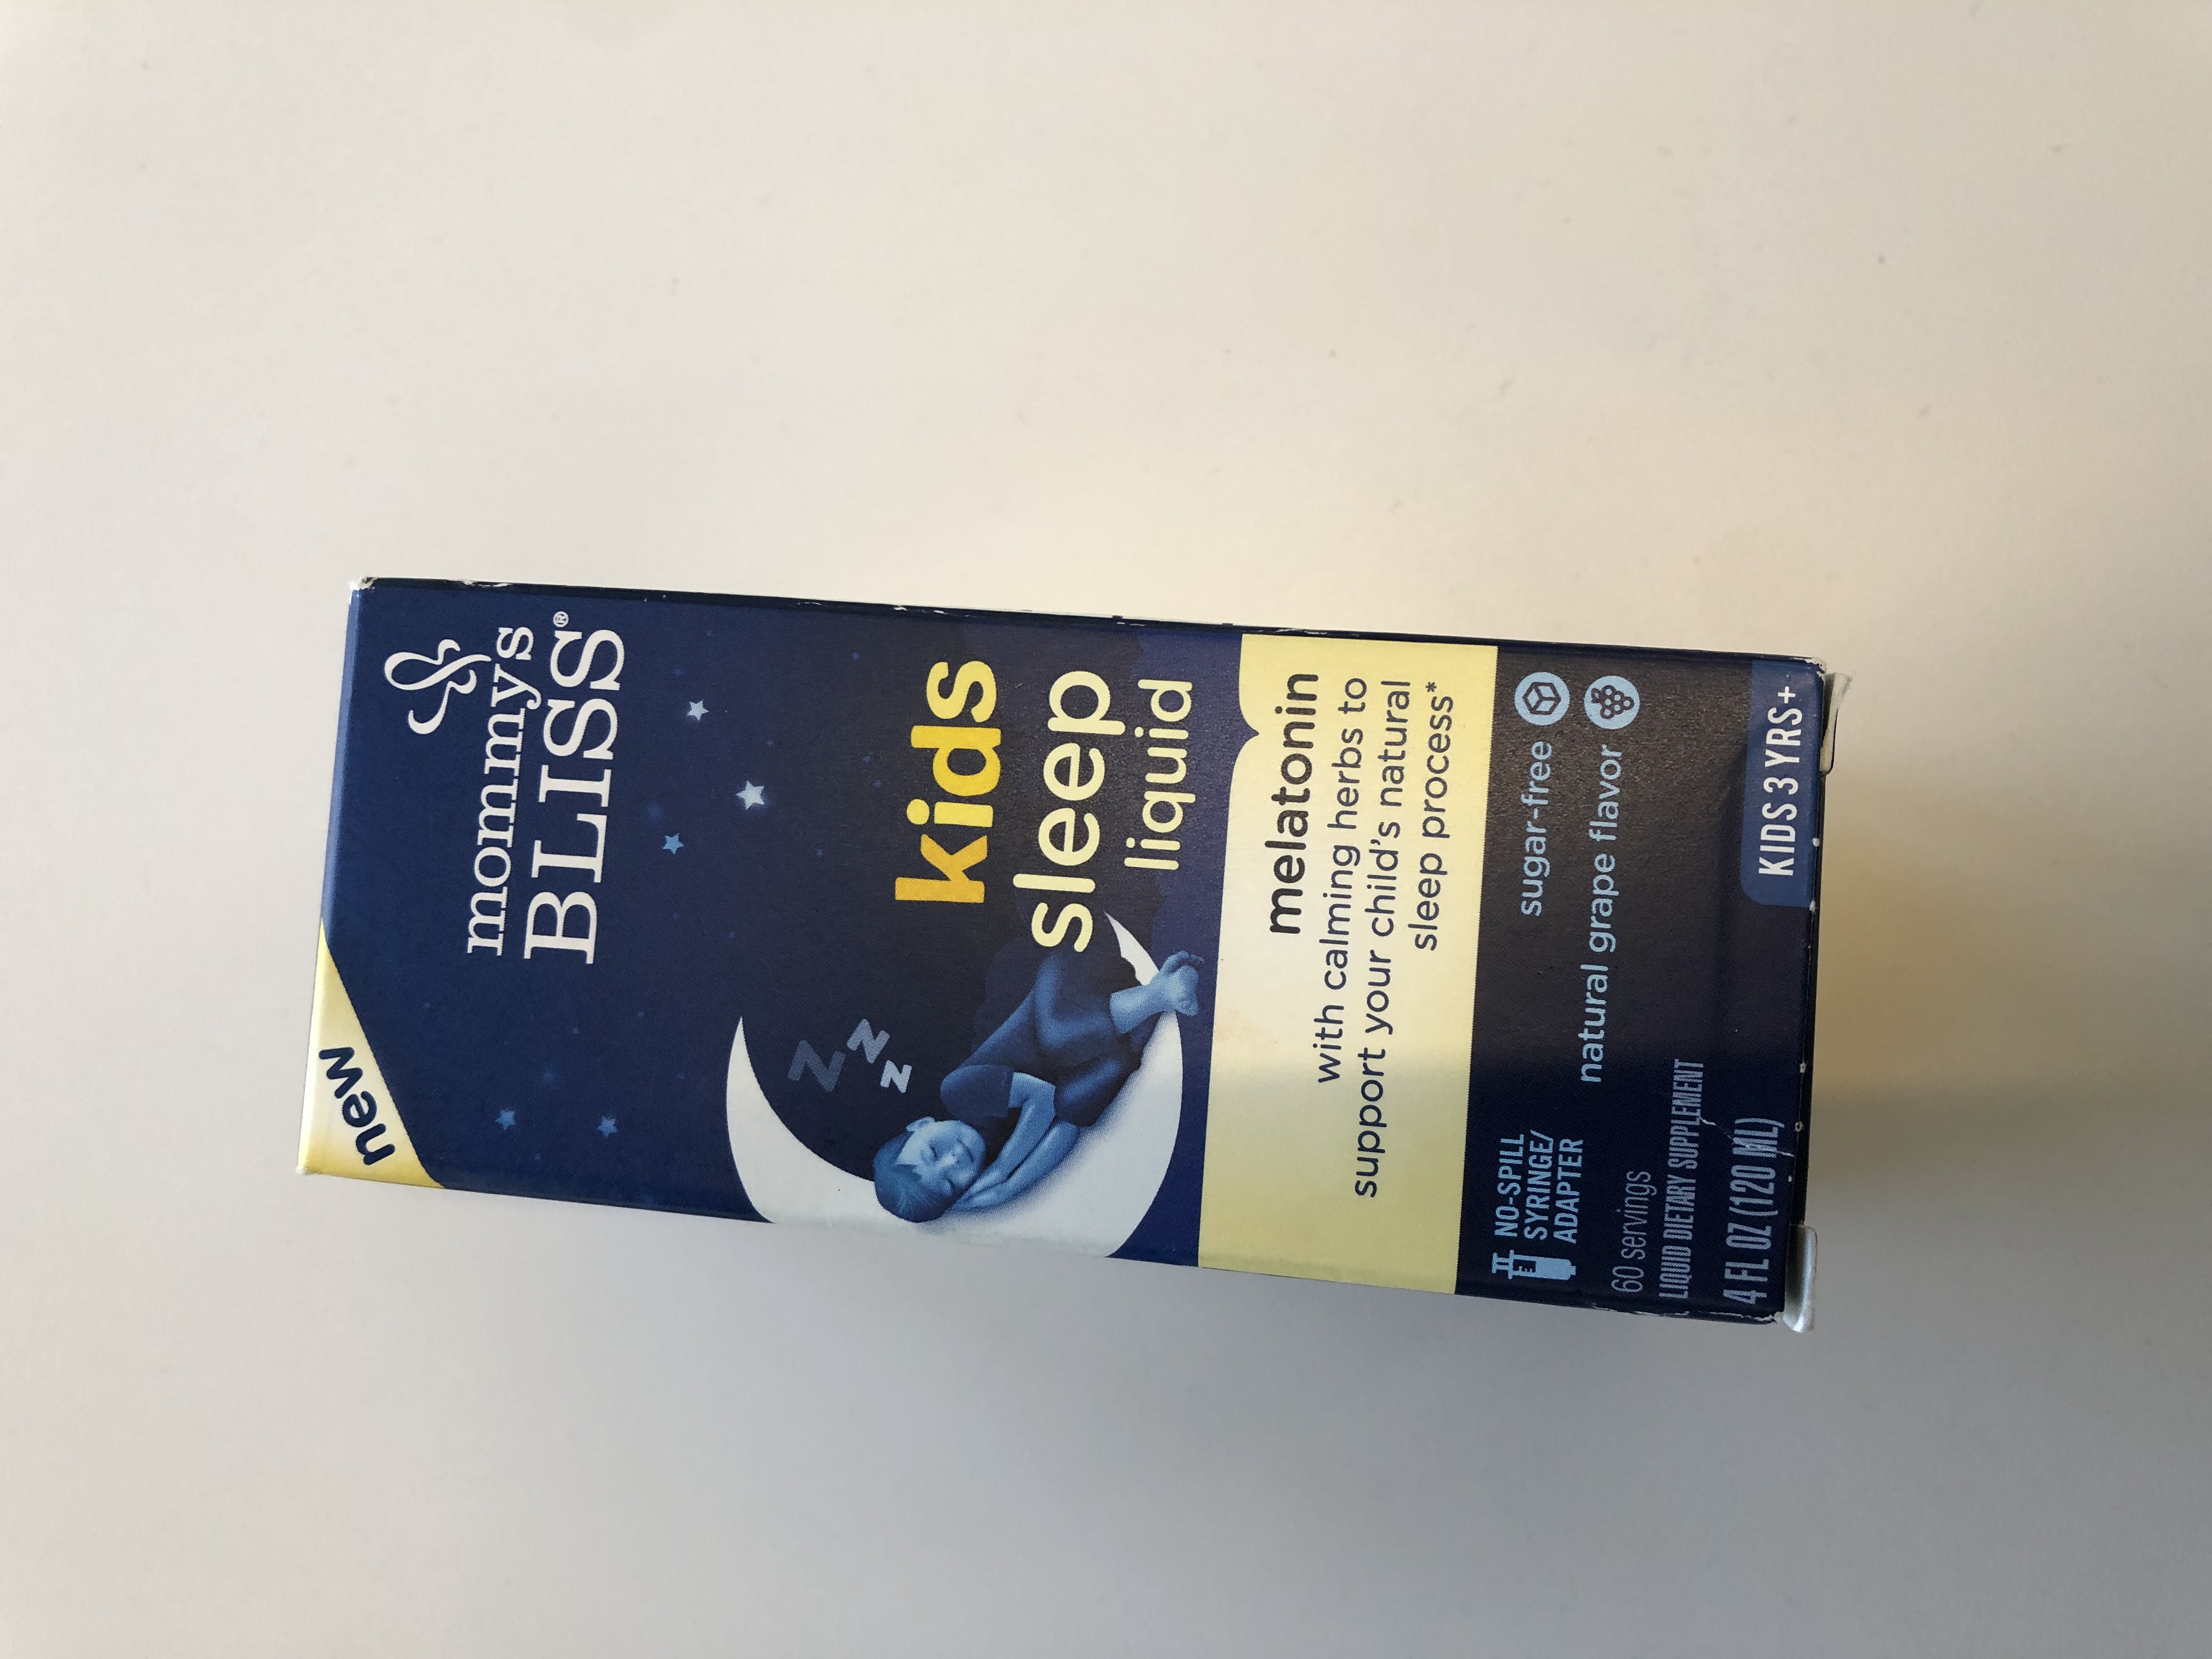 new
mommy's
BLISS®
Z
Z
Z
kids
sleep
liquid
melatonin
with calming herbs to
support your child's natural
sleep process*
NO-SPILL
SYRINGE/
ADAPTER
sugar-free
natural grape flavor
60 servings
LIQUID DIETARY SUPPLEMENT
4 FL OZ (120 ML)
KIDS 3 YRS+